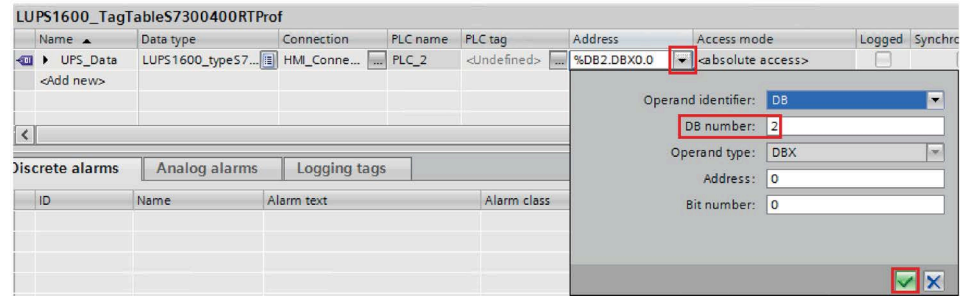 LUPS1600_TagTableS7300400RTProf
Name Data type Connection PLC name PLC tag Address Access mode Logged Synchro
UPS_Data LUPS1600_typeS7... HMI_Conne... ... PLC_2 <Undefined> ... %DB2.DBX0.0 <absolute access>
<Add new>
Operand identifier: DB
DB number: 2
Operand type: DBX
Address: 0
Bit number: 0
Discrete alarms Analog alarms Logging tags
ID Name Alarm text Alarm class